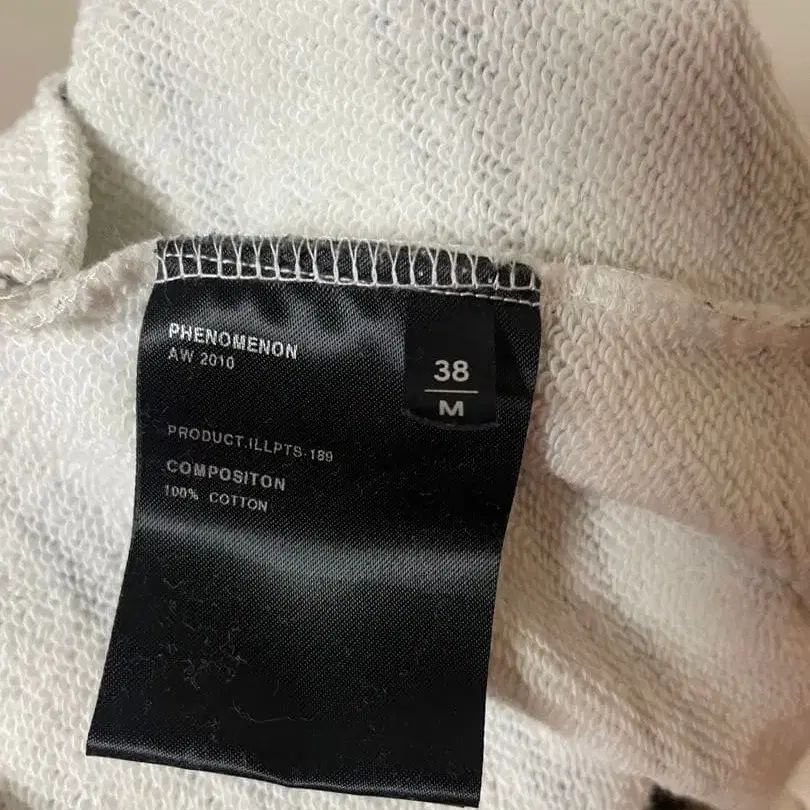 PHENOMENON
AW 2010
38
M
PRODUCT.ILLPTS-189
COMPOSITON
100% COTTON